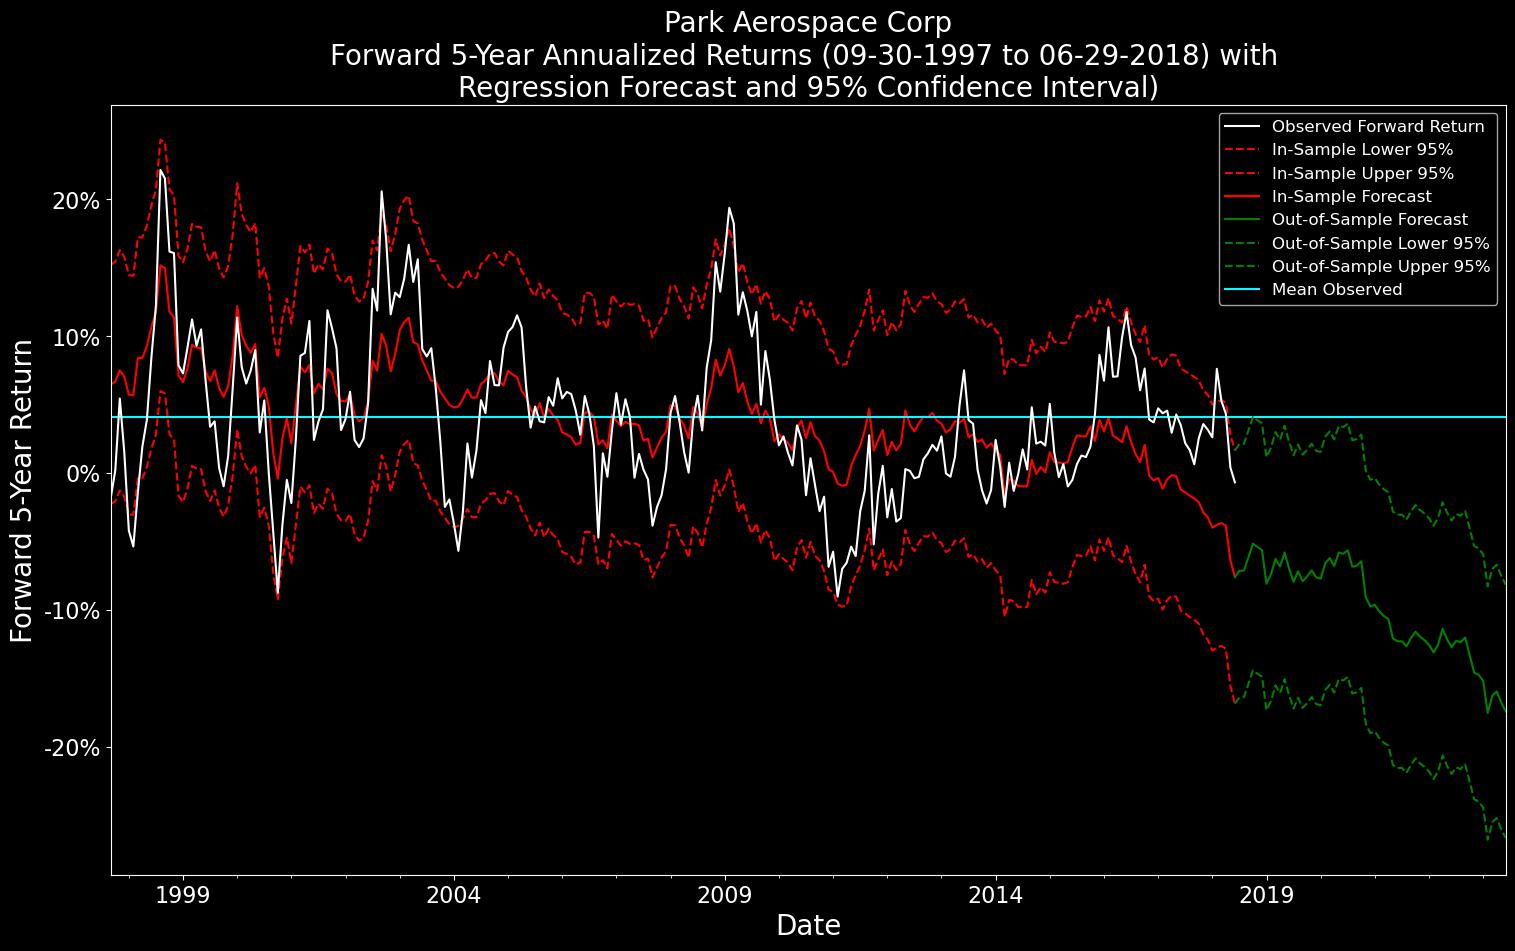 Park Aerospace Corp
Forward 5-Year Annualized Returns (09-30-1997 to 06-29-2018) with
Regression Forecast and 95% Confidence Interval)
Observed Forward Return
In-Sample Lower 95%
In-Sample Upper 95%
In-Sample Forecast
Out-of-Sample Forecast
Out-of-Sample Lower 95%
Out-of-Sample Upper 95%
Mean Observed
Forward 5-Year Return
20%
10%
0%
-10%
-20%
1999
2004
2009
2014
2019
Date